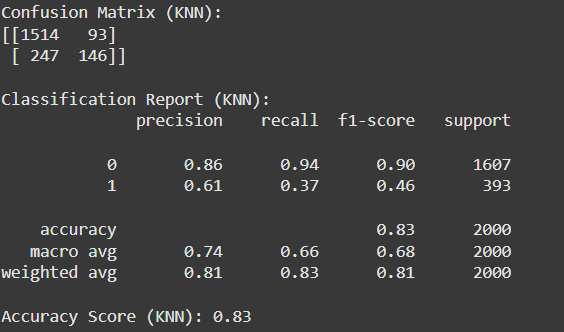 Confusion Matrix (KNN):
[[1514   93]
 [ 247  146]]

Classification Report (KNN):
              precision    recall  f1-score   support

           0       0.86      0.94      0.90      1607
           1       0.61      0.37      0.46       393

    accuracy                           0.83      2000
   macro avg       0.74      0.66      0.68      2000
weighted avg       0.81      0.83      0.81      2000

Accuracy Score (KNN): 0.83